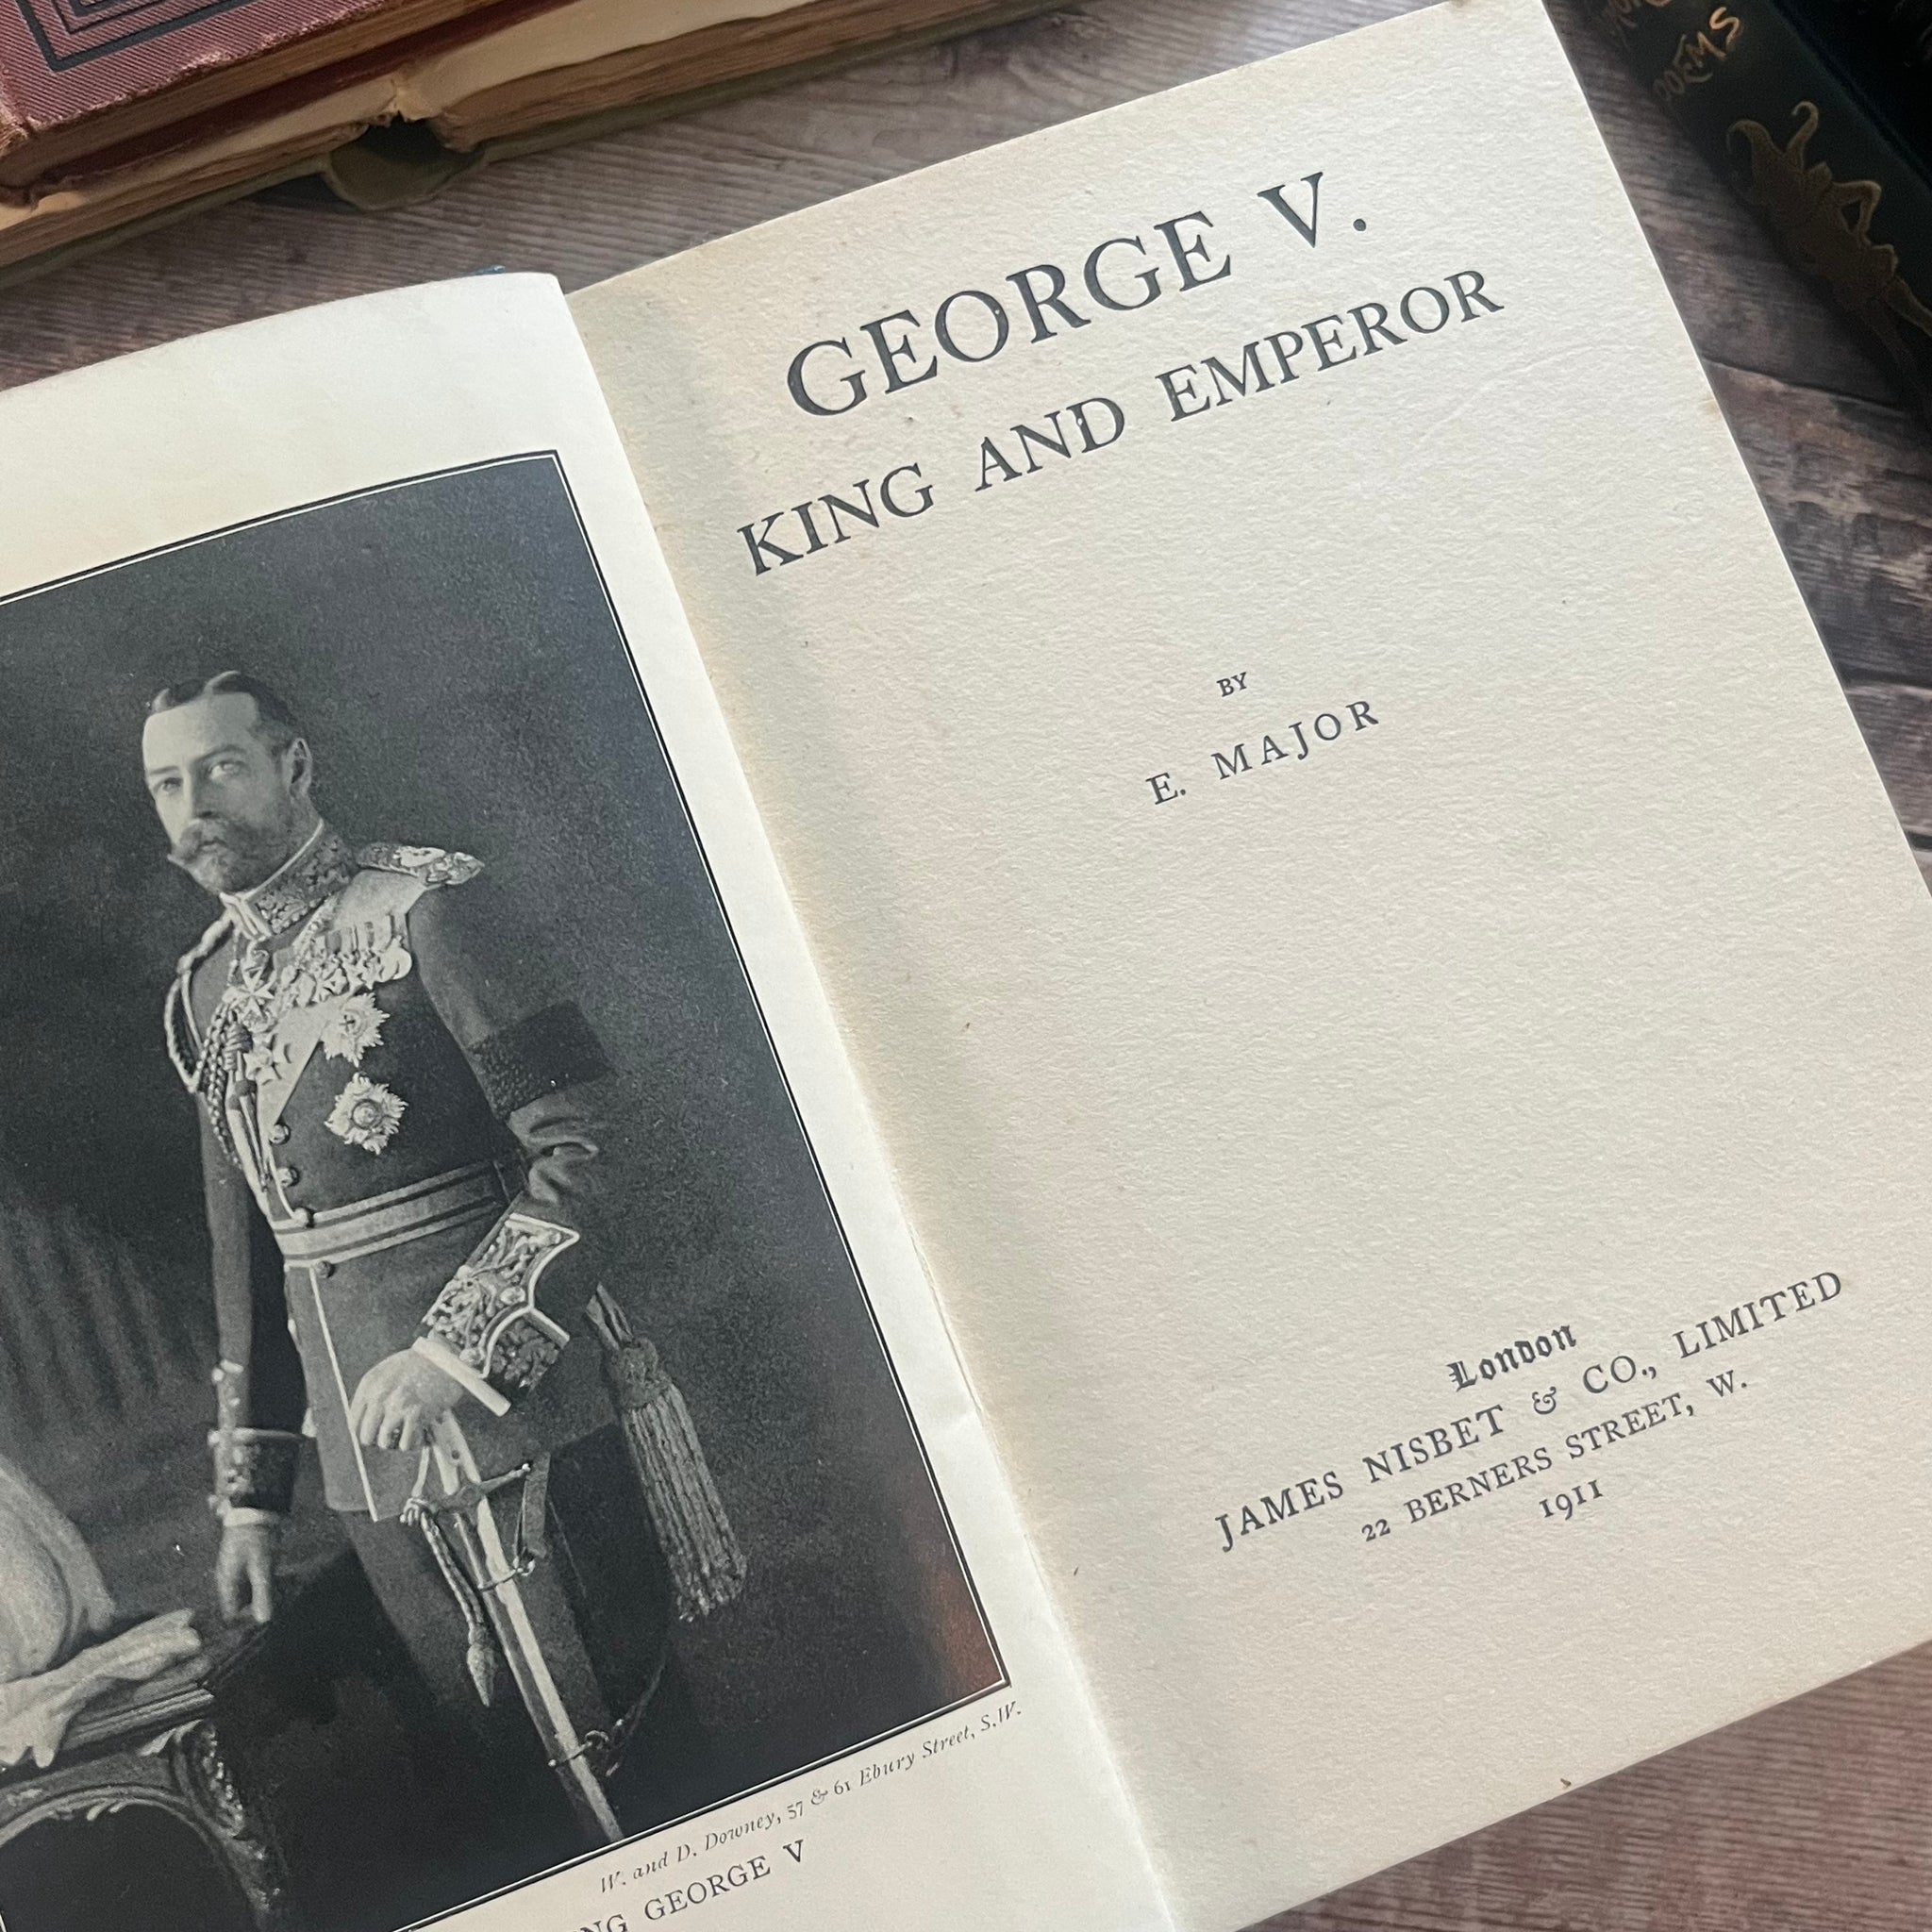 POEMS
GEORGE V.
KING AND EMPEROR
BY
E. MAJOR
London
JAMES NISBET & CO., LIMITED
22 BERNERS STREET, W.
1911
W. and D. Downey, 57 & 61 Ebury Street, S.W.
GEORGE V